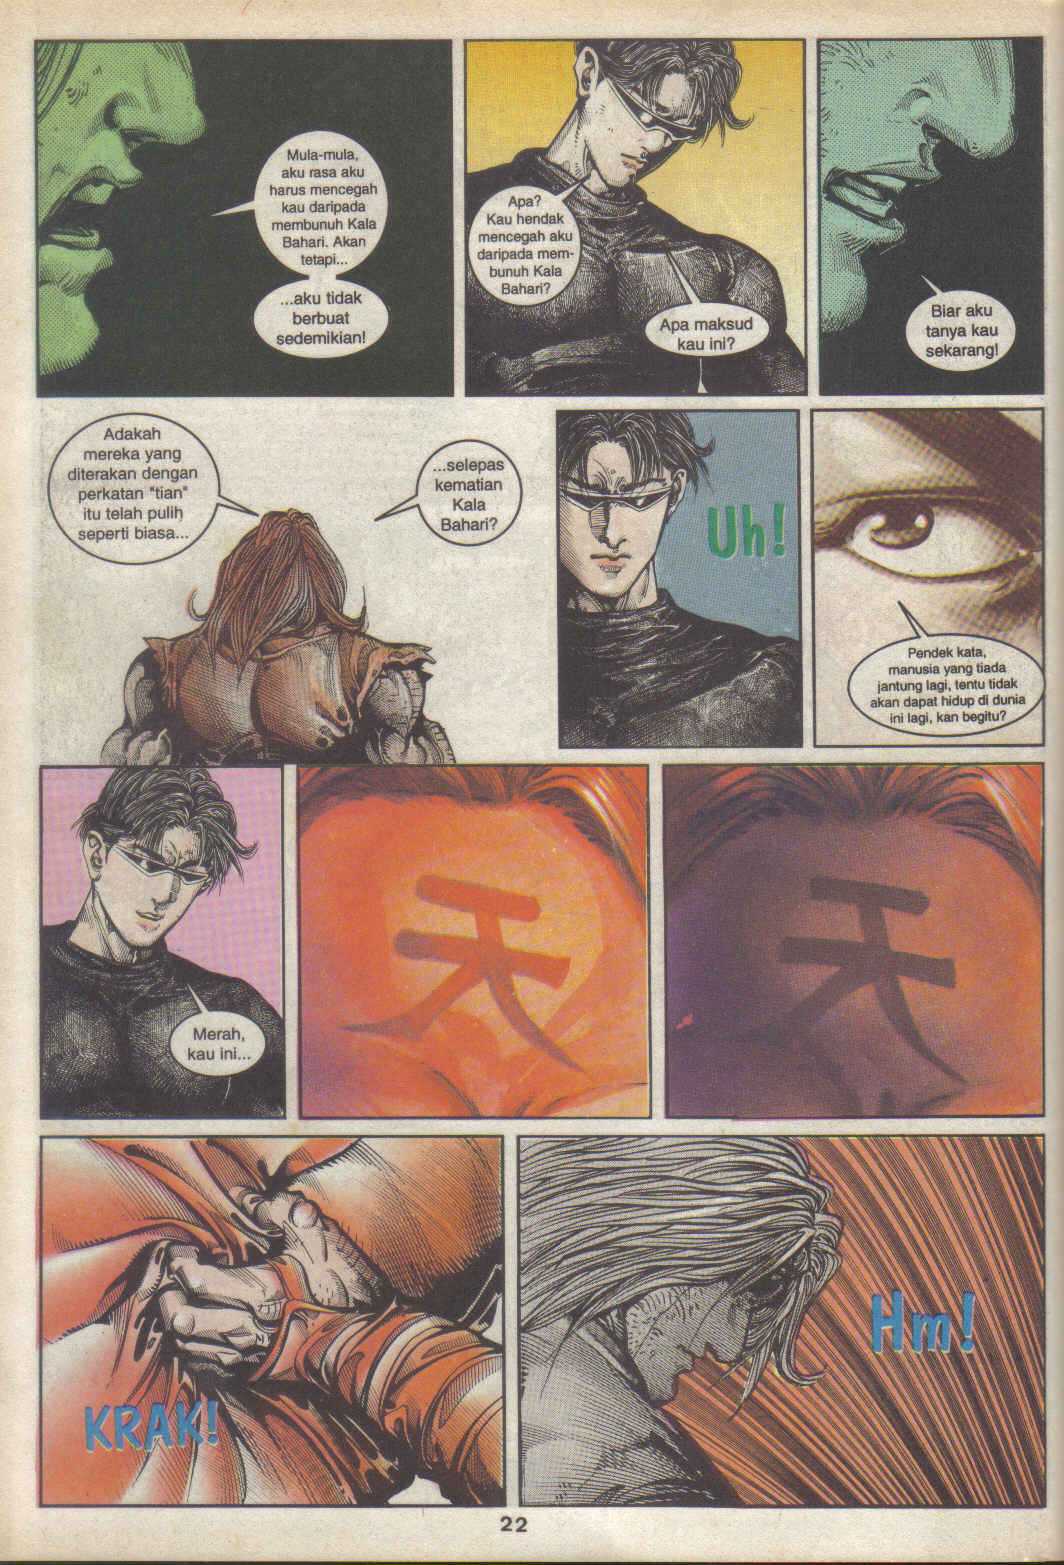 Mula-mula,
aku rasa aku
harus mencegah
kau daripada
membunuh Kala
Bahari. Akan
tetapi...
...aku tidak
berbuat
sedemikian!
Apa?
Kau hendak
mencegah aku
daripada mem-
bunuh Kala
Bahari?
Apa maksud
kau ini?
Biar aku
tanya kau
sekarang!
Adakah
mereka yang
diterakan dengan
perkatan "tian"
itu telah pulih
seperti biasa...
...selepas
kematian
Kala
Bahari?
Uh!
Pendek kata,
manusia yang tiada
jantung lagi, tentu tidak
akan dapat hidup di dunia
ini lagi, kan begitu?
Merah,
kau ini...
天
天
KRAK!
Hm!
22